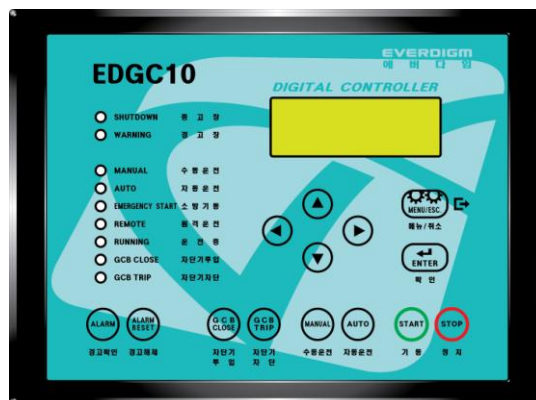 EVERDIGM
에 버 다 임
EDGC10
DIGITAL CONTROLLER
SHUTDOWN 중 고 장
WARNING 경 고 장
MANUAL 수 동 운 전
AUTO 자 동 운 전
EMERGENCY START 소 방 기 동
REMOTE 원 격 운 전
RUNNING 운 전 중
GCB CLOSE 차단기투입
GCB TRIP 차단기차단
MENU/ESC.
메뉴/취소
ENTER
확 인
ALARM
경고확인
ALARM RESET
경고해제
GCB CLOSE
차단기
투 입
GCB TRIP
차단기
차 단
MANUAL
수동운전
AUTO
자동운전
START
기 동
STOP
정 지